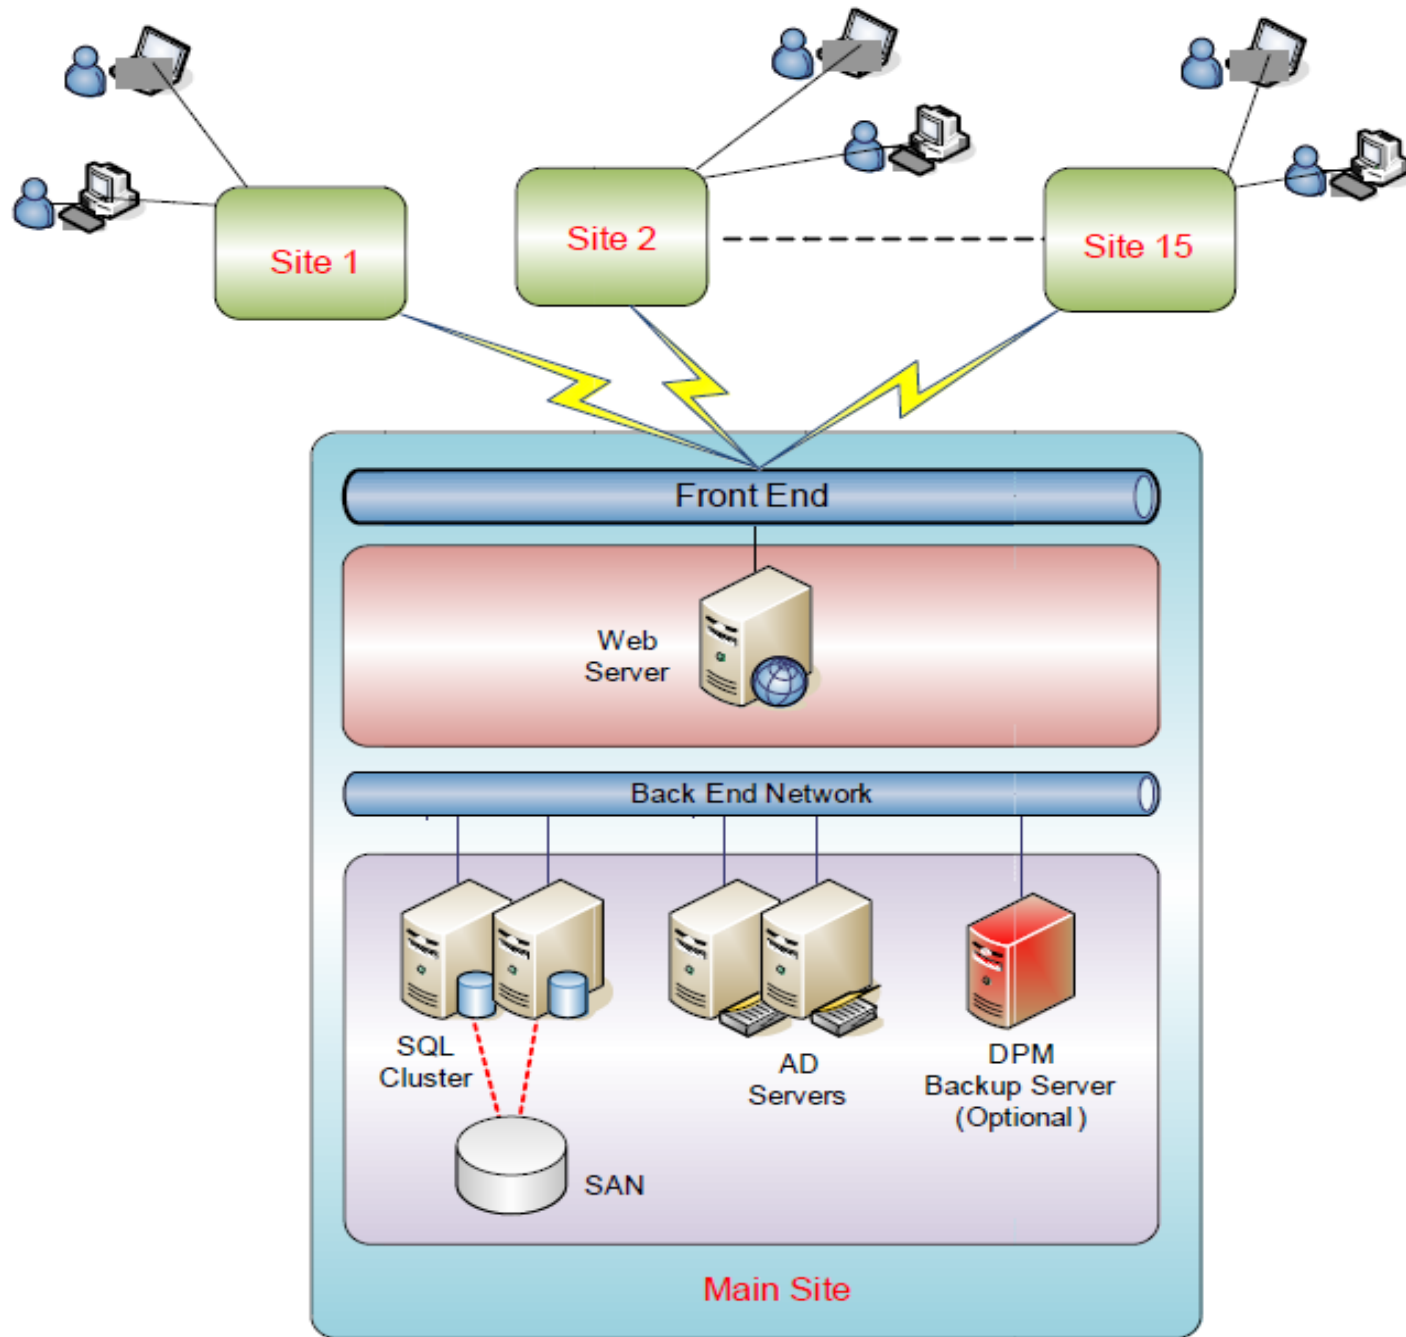 Site 1
Site 2
Site 15
Front End
Web
Server
Back End Network
SQL
Cluster
AD
Servers
DPM
Backup Server
(Optional)
SAN
Main Site